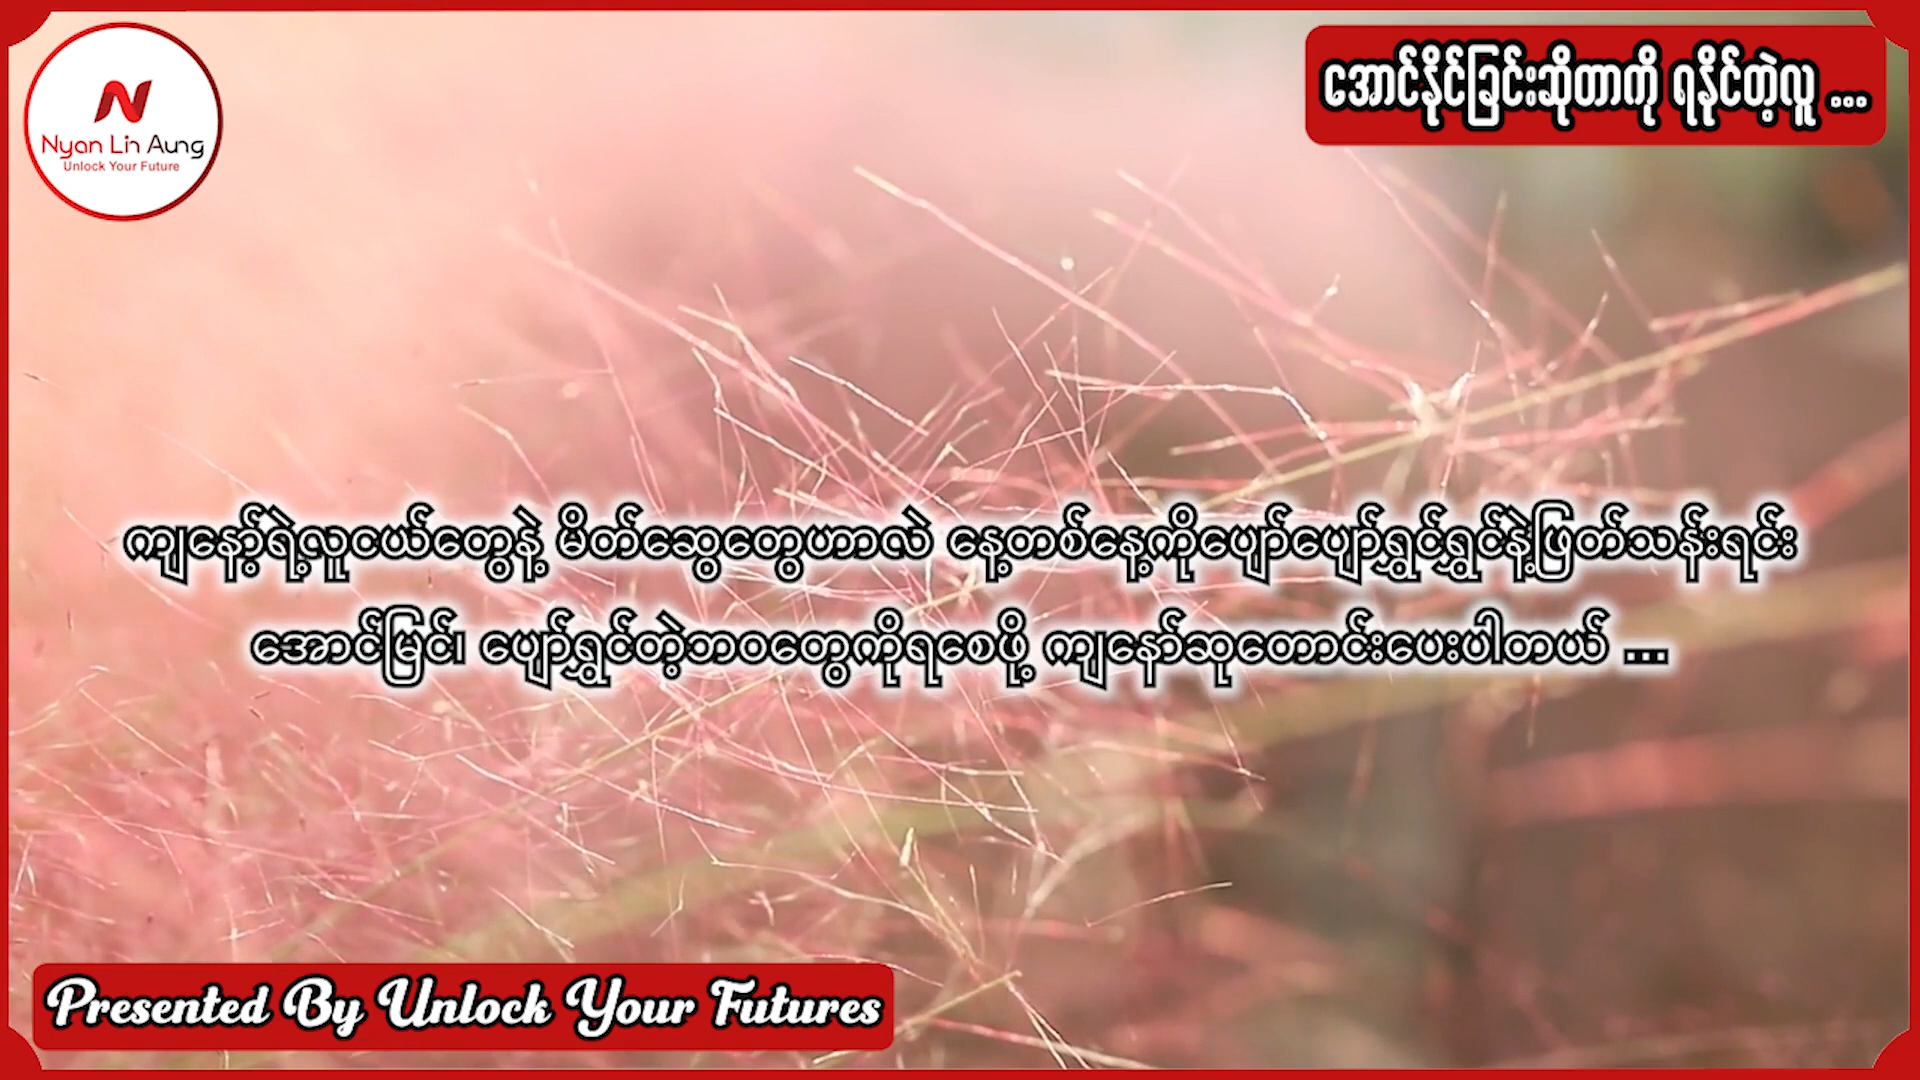 Nyan Lin Aung
Unlock Your Future
အောင်နိုင်ခြင်းဆိုတာကို ရနိုင်တဲ့လူ ...
ကျနော့်ရဲ့လူငယ်တွေနဲ့ မိတ်ဆွေတွေဟာလဲ နေ့တစ်နေ့ကိုပျော်ပျော်ရွှင်ရွှင်နဲ့ဖြတ်သန်းရင်း
အောင်မြင်၊ ပျော်ရွှင်တဲ့ဘဝတွေကိုရစေဖို့ ကျနော်ဆုတောင်းပေးပါတယ် ...
Presented By Unlock Your Futures